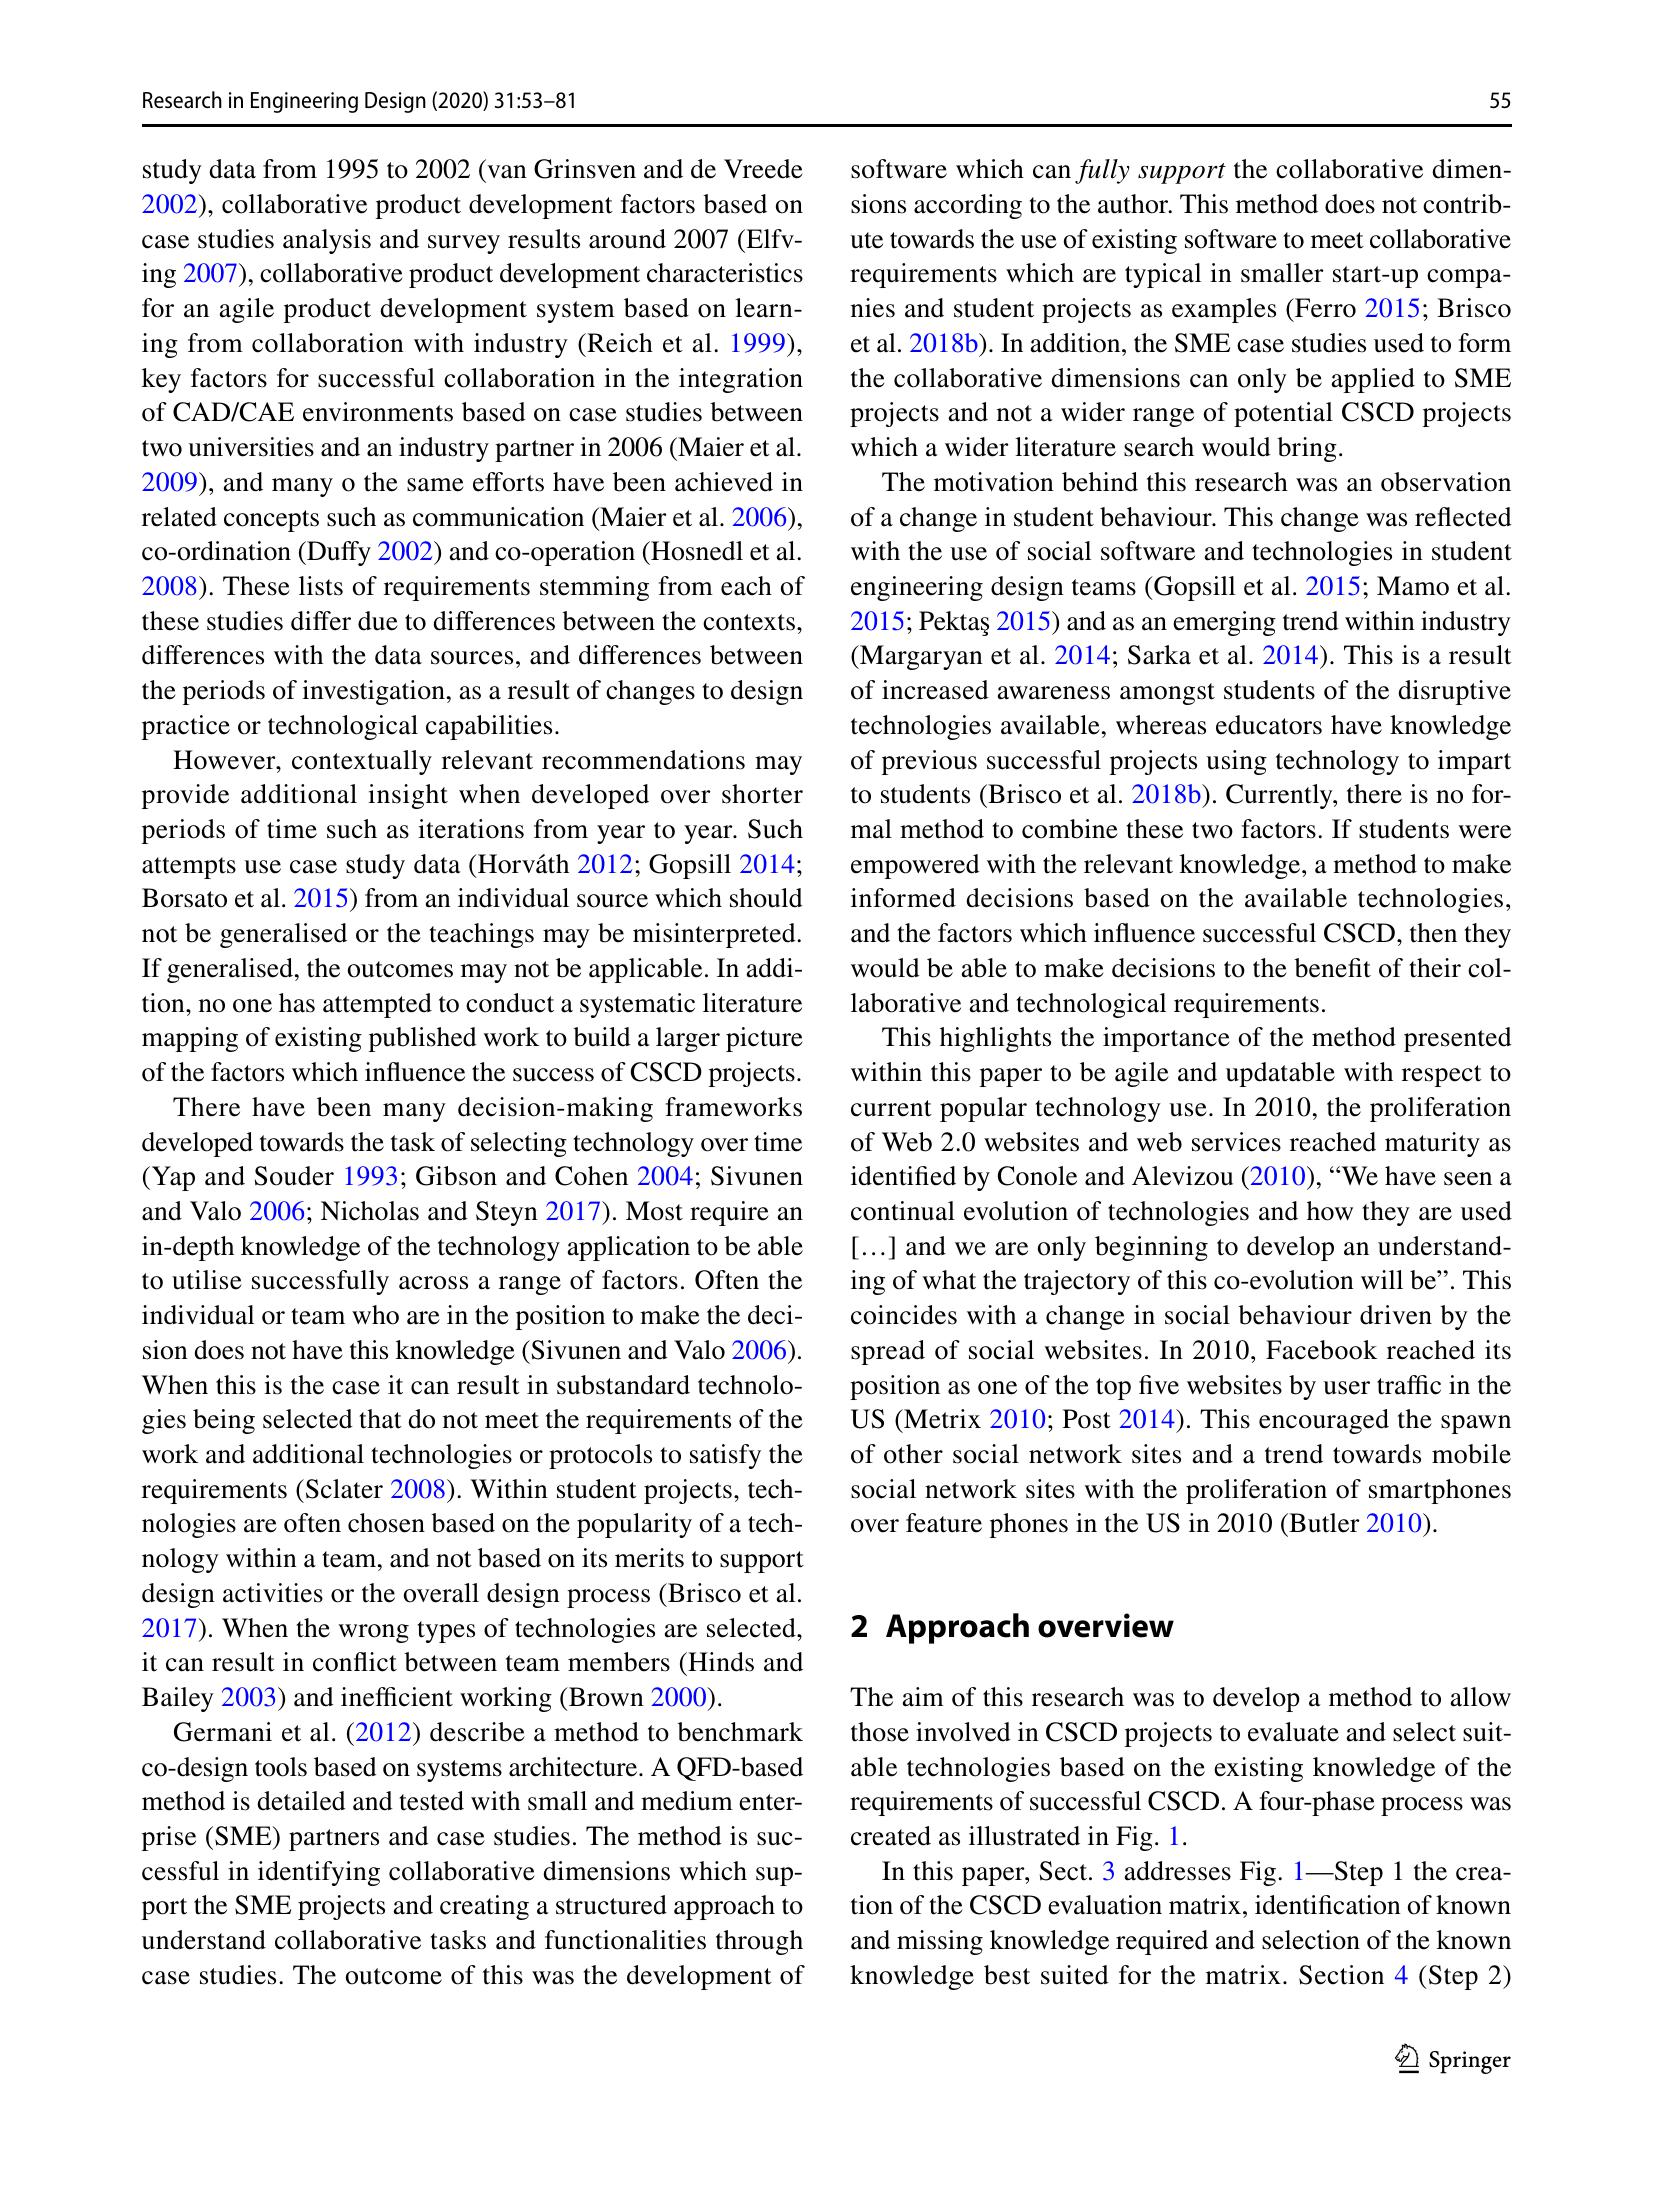 Research in Engineering Design (2020) 31:53–81
55
study data from 1995 to 2002 (van Grinsven and de Vreede
2002), collaborative product development factors based on
case studies analysis and survey results around 2007 (Elfv-
ing 2007), collaborative product development characteristics
for an agile product development system based on learn-
ing from collaboration with industry (Reich et al. 1999),
key factors for successful collaboration in the integration
of CAD/CAE environments based on case studies between
two universities and an industry partner in 2006 (Maier et al.
2009), and many o the same efforts have been achieved in
related concepts such as communication (Maier et al. 2006),
co-ordination (Duffy 2002) and co-operation (Hosnedl et al.
2008). These lists of requirements stemming from each of
these studies differ due to differences between the contexts,
differences with the data sources, and differences between
the periods of investigation, as a result of changes to design
practice or technological capabilities.
However, contextually relevant recommendations may
provide additional insight when developed over shorter
periods of time such as iterations from year to year. Such
attempts use case study data (Horváth 2012; Gopsill 2014;
Borsato et al. 2015) from an individual source which should
not be generalised or the teachings may be misinterpreted.
If generalised, the outcomes may not be applicable. In addi-
tion, no one has attempted to conduct a systematic literature
mapping of existing published work to build a larger picture
of the factors which influence the success of CSCD projects.
There have been many decision-making frameworks
developed towards the task of selecting technology over time
(Yap and Souder 1993; Gibson and Cohen 2004; Sivunen
and Valo 2006; Nicholas and Steyn 2017). Most require an
in-depth knowledge of the technology application to be able
to utilise successfully across a range of factors. Often the
individual or team who are in the position to make the deci-
sion does not have this knowledge (Sivunen and Valo 2006).
When this is the case it can result in substandard technolo-
gies being selected that do not meet the requirements of the
work and additional technologies or protocols to satisfy the
requirements (Sclater 2008). Within student projects, tech-
nologies are often chosen based on the popularity of a tech-
nology within a team, and not based on its merits to support
design activities or the overall design process (Brisco et al.
2017). When the wrong types of technologies are selected,
it can result in conflict between team members (Hinds and
Bailey 2003) and inefficient working (Brown 2000).
Germani et al. (2012) describe a method to benchmark
co-design tools based on systems architecture. A QFD-based
method is detailed and tested with small and medium enter-
prise (SME) partners and case studies. The method is suc-
cessful in identifying collaborative dimensions which sup-
port the SME projects and creating a structured approach to
understand collaborative tasks and functionalities through
case studies. The outcome of this was the development of
software which can fully support the collaborative dimen-
sions according to the author. This method does not contrib-
ute towards the use of existing software to meet collaborative
requirements which are typical in smaller start-up compa-
nies and student projects as examples (Ferro 2015; Brisco
et al. 2018b). In addition, the SME case studies used to form
the collaborative dimensions can only be applied to SME
projects and not a wider range of potential CSCD projects
which a wider literature search would bring.
The motivation behind this research was an observation
of a change in student behaviour. This change was reflected
with the use of social software and technologies in student
engineering design teams (Gopsill et al. 2015; Mamo et al.
2015; Pektaş 2015) and as an emerging trend within industry
(Margaryan et al. 2014; Sarka et al. 2014). This is a result
of increased awareness amongst students of the disruptive
technologies available, whereas educators have knowledge
of previous successful projects using technology to impart
to students (Brisco et al. 2018b). Currently, there is no for-
mal method to combine these two factors. If students were
empowered with the relevant knowledge, a method to make
informed decisions based on the available technologies,
and the factors which influence successful CSCD, then they
would be able to make decisions to the benefit of their col-
laborative and technological requirements.
This highlights the importance of the method presented
within this paper to be agile and updatable with respect to
current popular technology use. In 2010, the proliferation
of Web 2.0 websites and web services reached maturity as
identified by Conole and Alevizou (2010), “We have seen a
continual evolution of technologies and how they are used
[…] and we are only beginning to develop an understand-
ing of what the trajectory of this co-evolution will be”. This
coincides with a change in social behaviour driven by the
spread of social websites. In 2010, Facebook reached its
position as one of the top five websites by user traffic in the
US (Metrix 2010; Post 2014). This encouraged the spawn
of other social network sites and a trend towards mobile
social network sites with the proliferation of smartphones
over feature phones in the US in 2010 (Butler 2010).
2 Approach overview
The aim of this research was to develop a method to allow
those involved in CSCD projects to evaluate and select suit-
able technologies based on the existing knowledge of the
requirements of successful CSCD. A four-phase process was
created as illustrated in Fig. 1.
In this paper, Sect. 3 addresses Fig. 1—Step 1 the crea-
tion of the CSCD evaluation matrix, identification of known
and missing knowledge required and selection of the known
knowledge best suited for the matrix. Section 4 (Step 2)
Springer